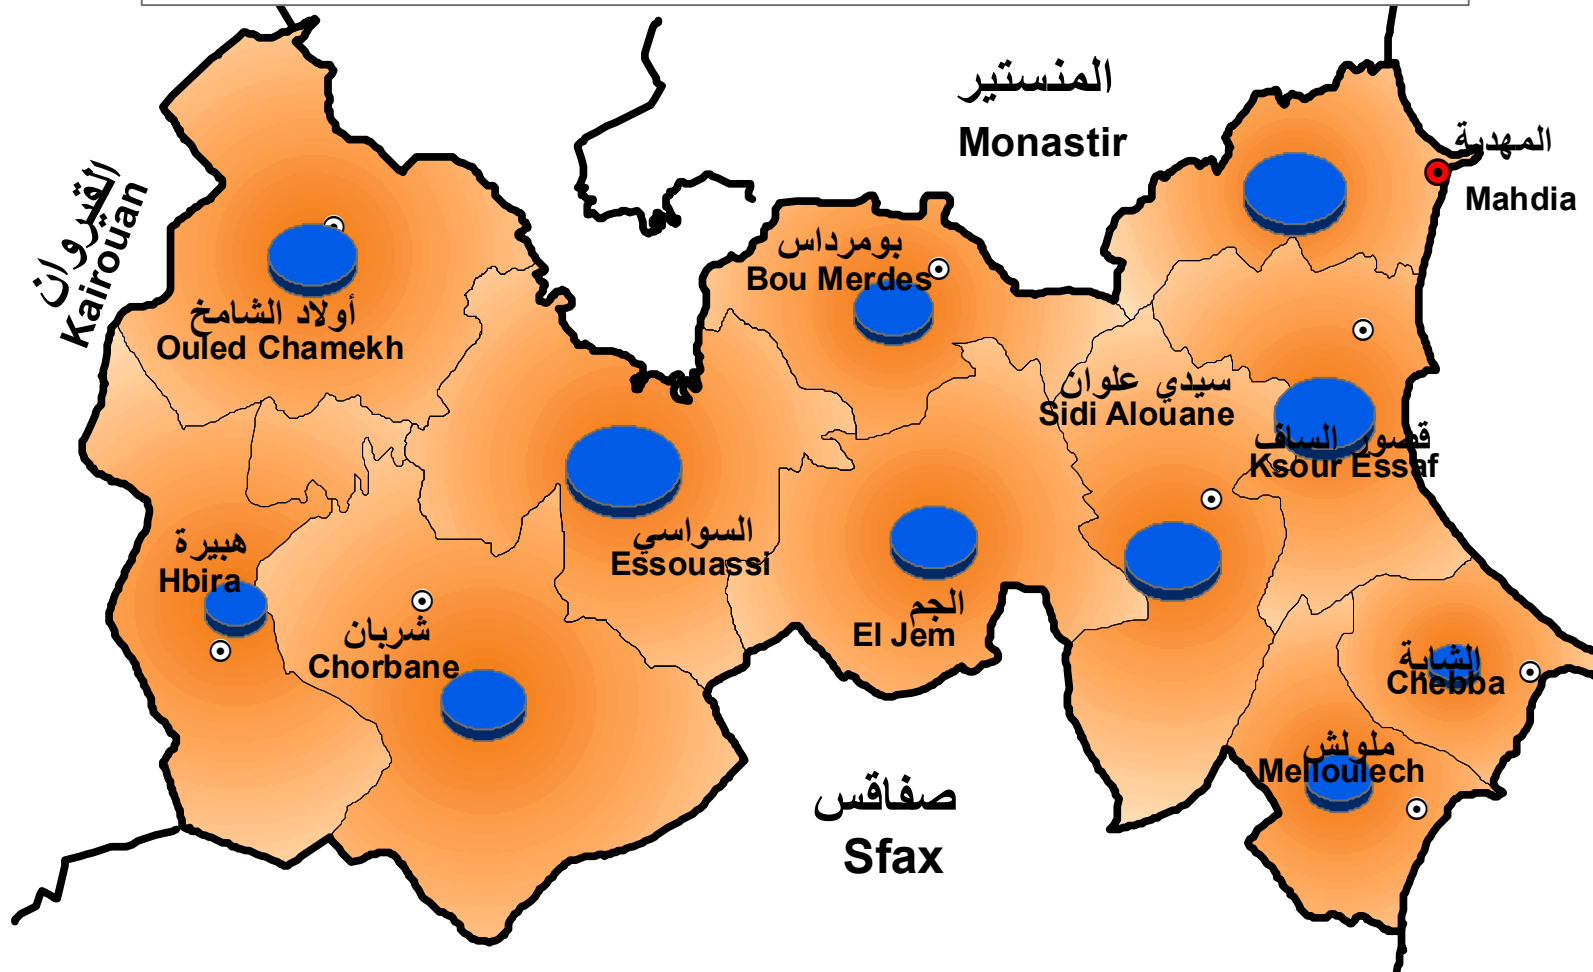 المنستير
Monastir
المهدية
Mahdia
القيروان
Kairouan
بومرداس
Bou Merdes
أولاد الشامخ
Ouled Chamekh
سيدي علوان
Sidi Alouane
قصور الساف
Ksour Essaf
السواسي
Essouassi
هبيرة
Hbira
الجم
El Jem
شربان
Chorbane
الشابة
Chebba
ملولش
Melloulech
صفاقس
Sfax